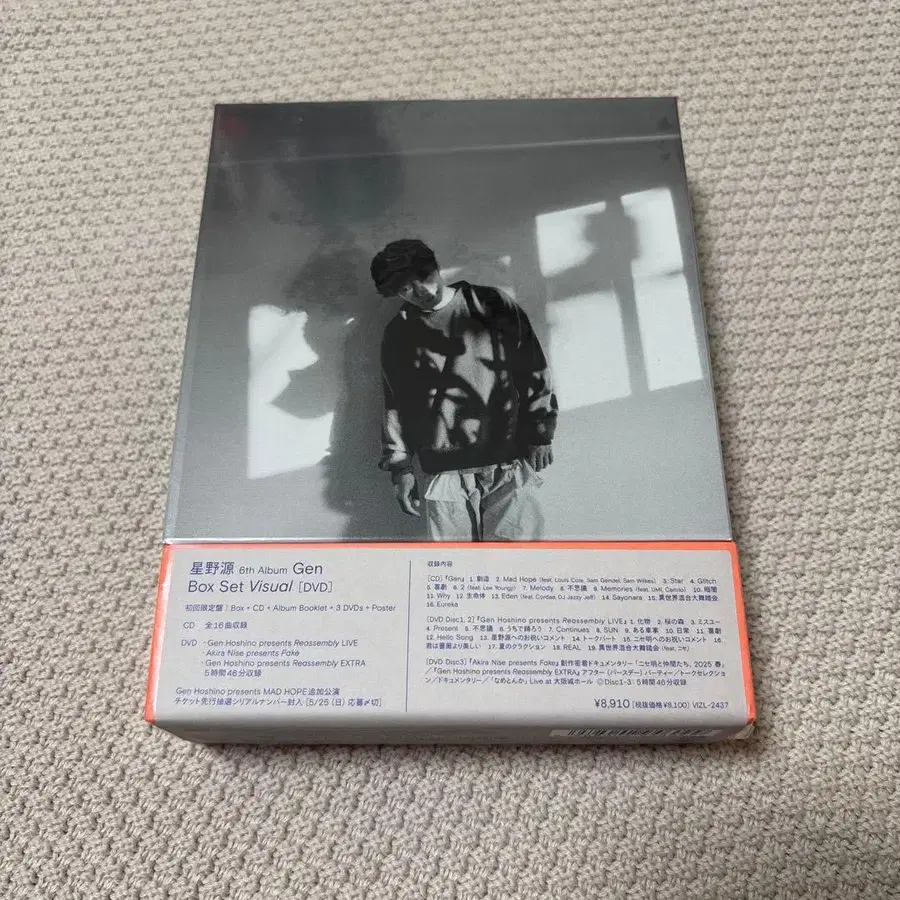 星野源 6th Album Gen
Box Set Visual [DVD]
初回限定盤 | Box + CD + Album Booklet + 3 DVDs + Poster
CD 全16曲収録
DVD - Gen Hoshino presents Reassembly LIVE
- Akira Nise presents Fake
- Gen Hoshino presents Reassembly EXTRA
5時間46分収録
Gen Hoshino presents MAD HOPE 追加公演
チケット先行抽選シリアルナンバー封入 [5/25(日)応募〆切]
収録内容
[CD]『Gen』 1. 創造 2. Mad Hope (feat. Louis Cole, Sam Gendel, Sam Wilkes) 3. Star 4. Glitch
5. 喜劇 6. 2 (feat. Lee Youngji) 7. Melody 8. 不思議 9. Memories (feat. UMI, Camilo) 10. 暗闇
11. Why 12. 生命体 13. Eden (feat. Cordae, DJ Jazzy Jeff) 14. Sayonara 15. 異世界混合大舞踏会
16. Eureka
[DVD Disc1, 2]『Gen Hoshino presents Reassembly LIVE』 1. 化物 2. 桜の森 3. ミスユー
4. Present 5. 不思議 6. うちで踊ろう 7. Continues 8. SUN 9. ある車掌 10. 日常 11. 喜劇
12. Hello Song 13. 星野源へのお祝いコメント 14. トークパート 15. ニセ明へのお祝いコメント 16.
君は薔薇より美しい 17. 夏のクラクション 18. REAL 19. 異世界混合大舞踏会 (feat. ニセ)
[DVD Disc3]『Akira Nise presents Fake』創作密着ドキュメンタリー「ニセ明と仲間たち、2025 春」
/『Gen Hoshino presents Reassembly EXTRA』アフター(バースデー)パーティー/トークセレクショ
ン/ドキュメンタリー/「なめとんか」Live at 大阪城ホール ◎Disc1-3:5時間46分収録
¥8,910 [税抜価格¥8,100] VIZL-2437